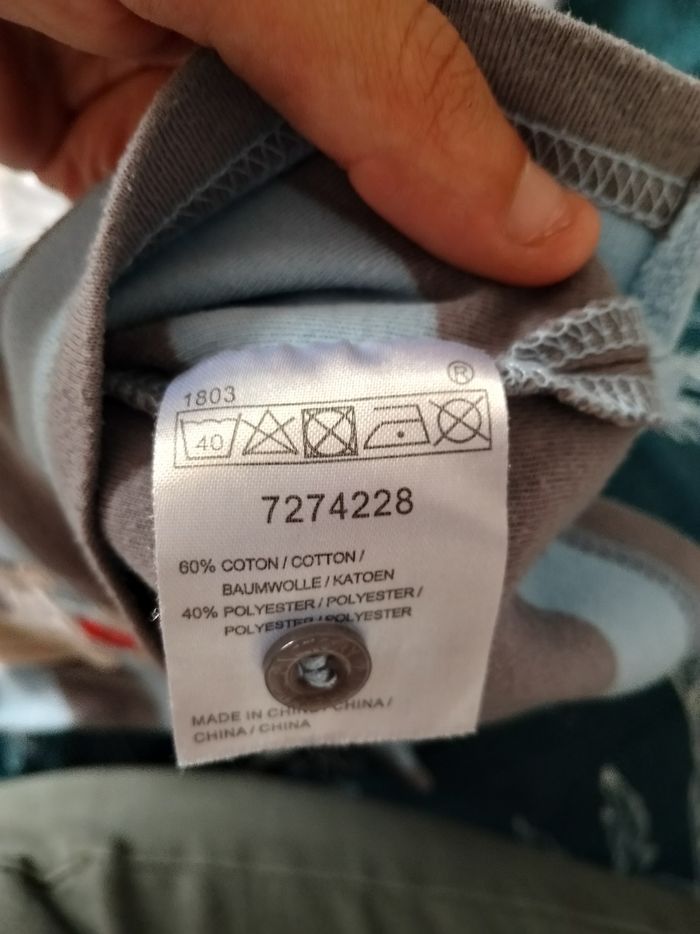 1803 ®
40
7274228
60% COTON / COTTON /
BAUMWOLLE / KATOEN
40% POLYESTER / POLYESTER /
POLYESTER / POLYESTER
MADE IN CHINA / CHINA /
CHINA / CHINA